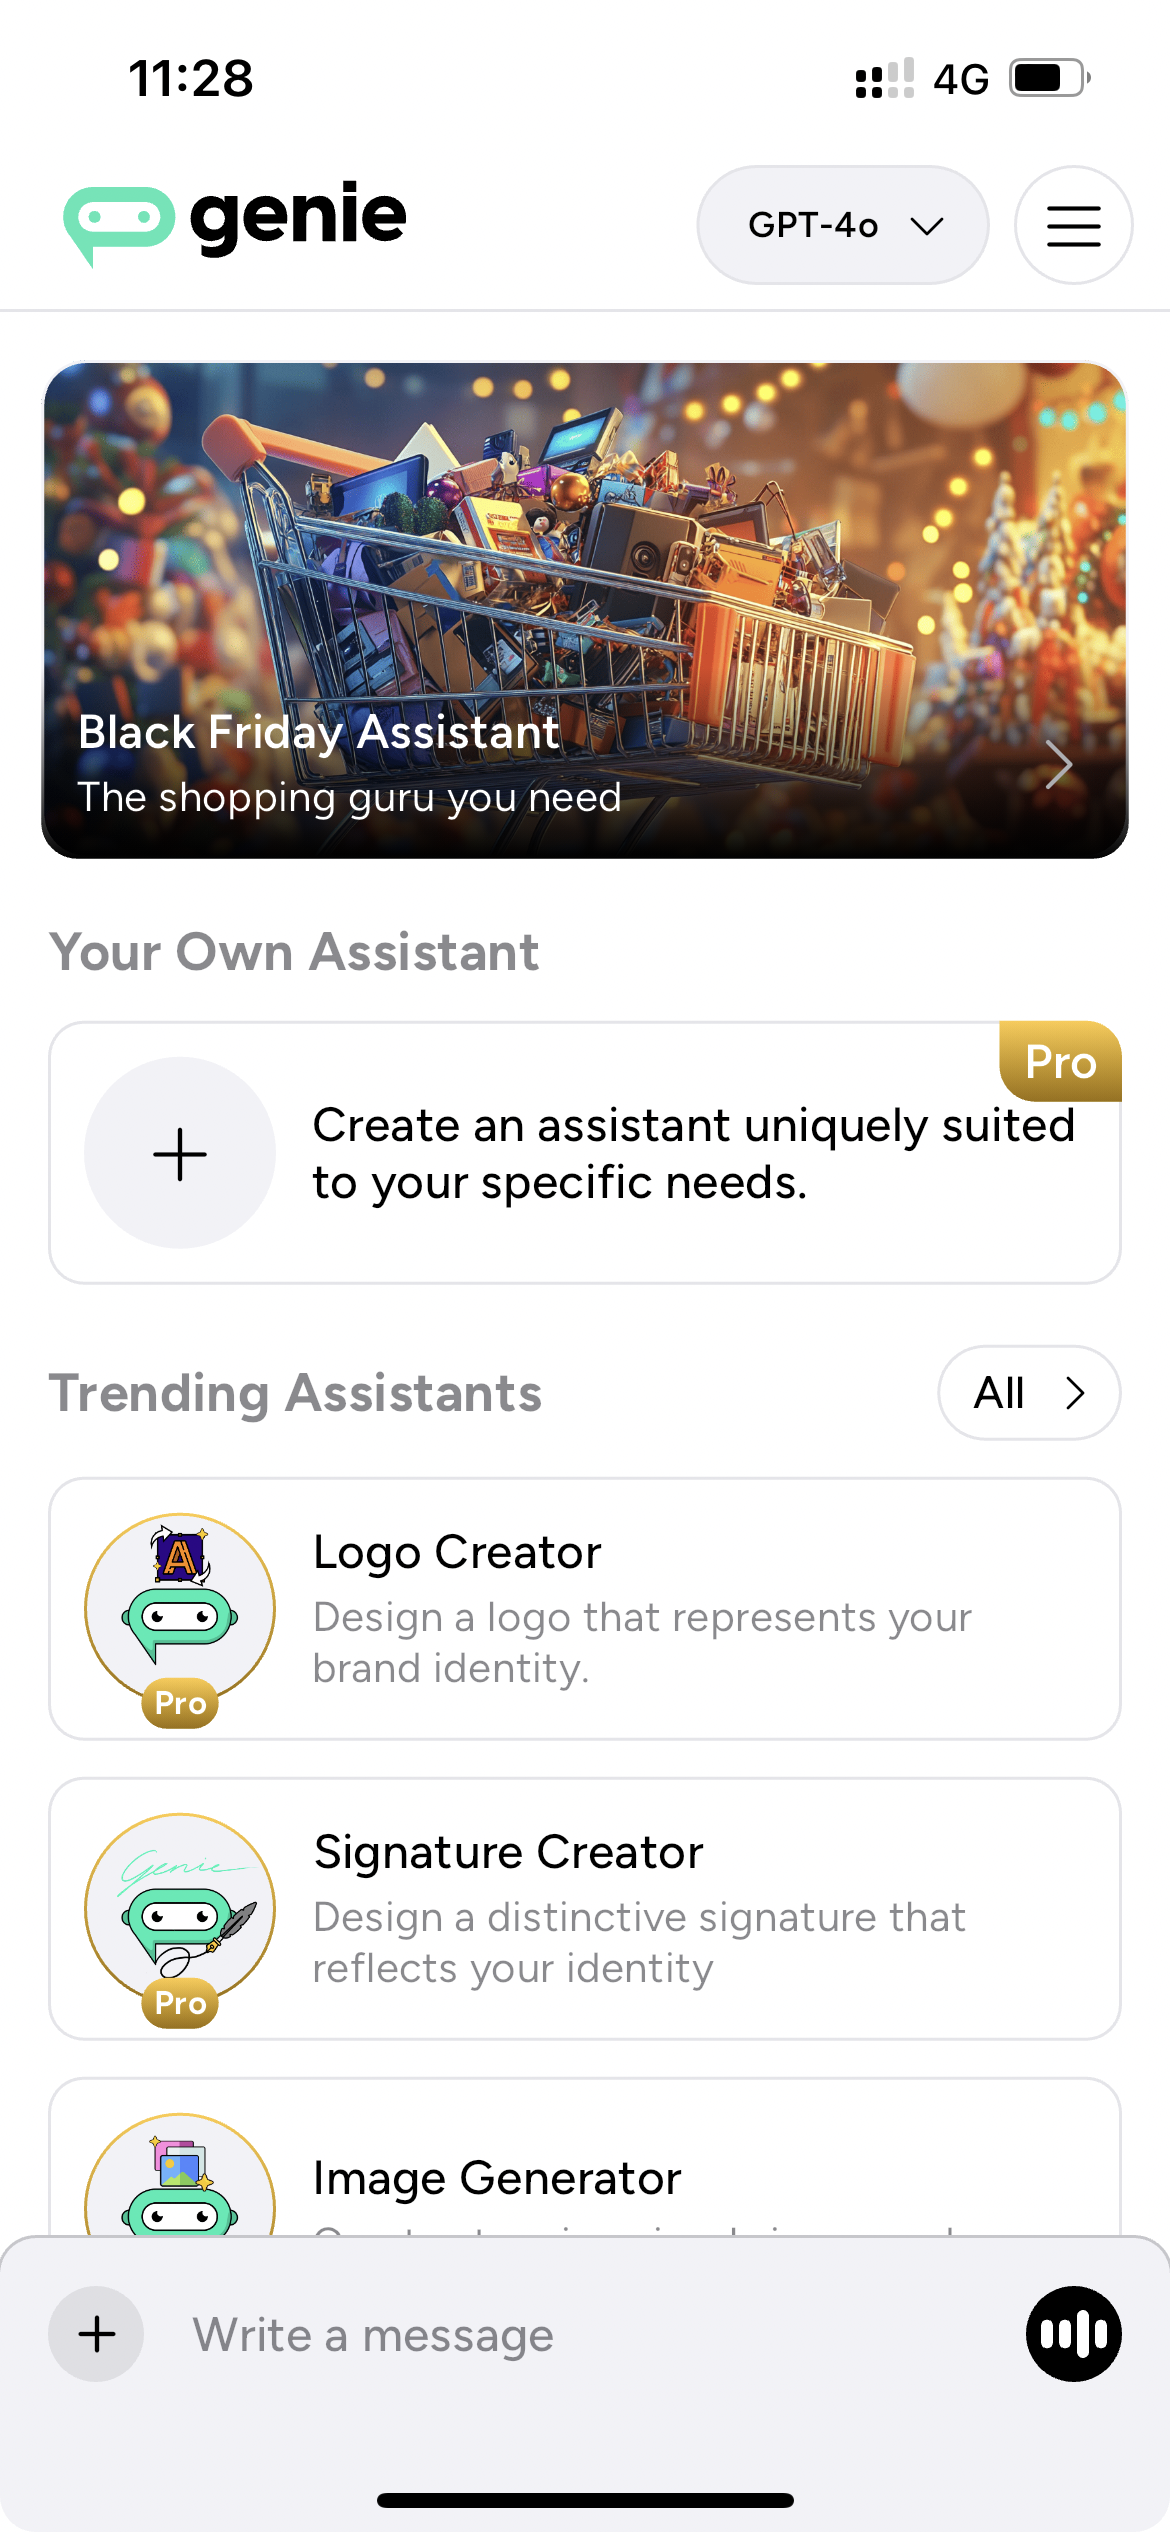 11:28
4G
genie
GPT-4o
Black Friday Assistant
The shopping guru you need
Your Own Assistant
Pro
Create an assistant uniquely suited
to your specific needs.
Trending Assistants
All
A
Logo Creator
Design a logo that represents your
brand identity.
Pro
Genie
Signature Creator
Design a distinctive signature that
reflects your identity
Pro
Image Generator
Write a message